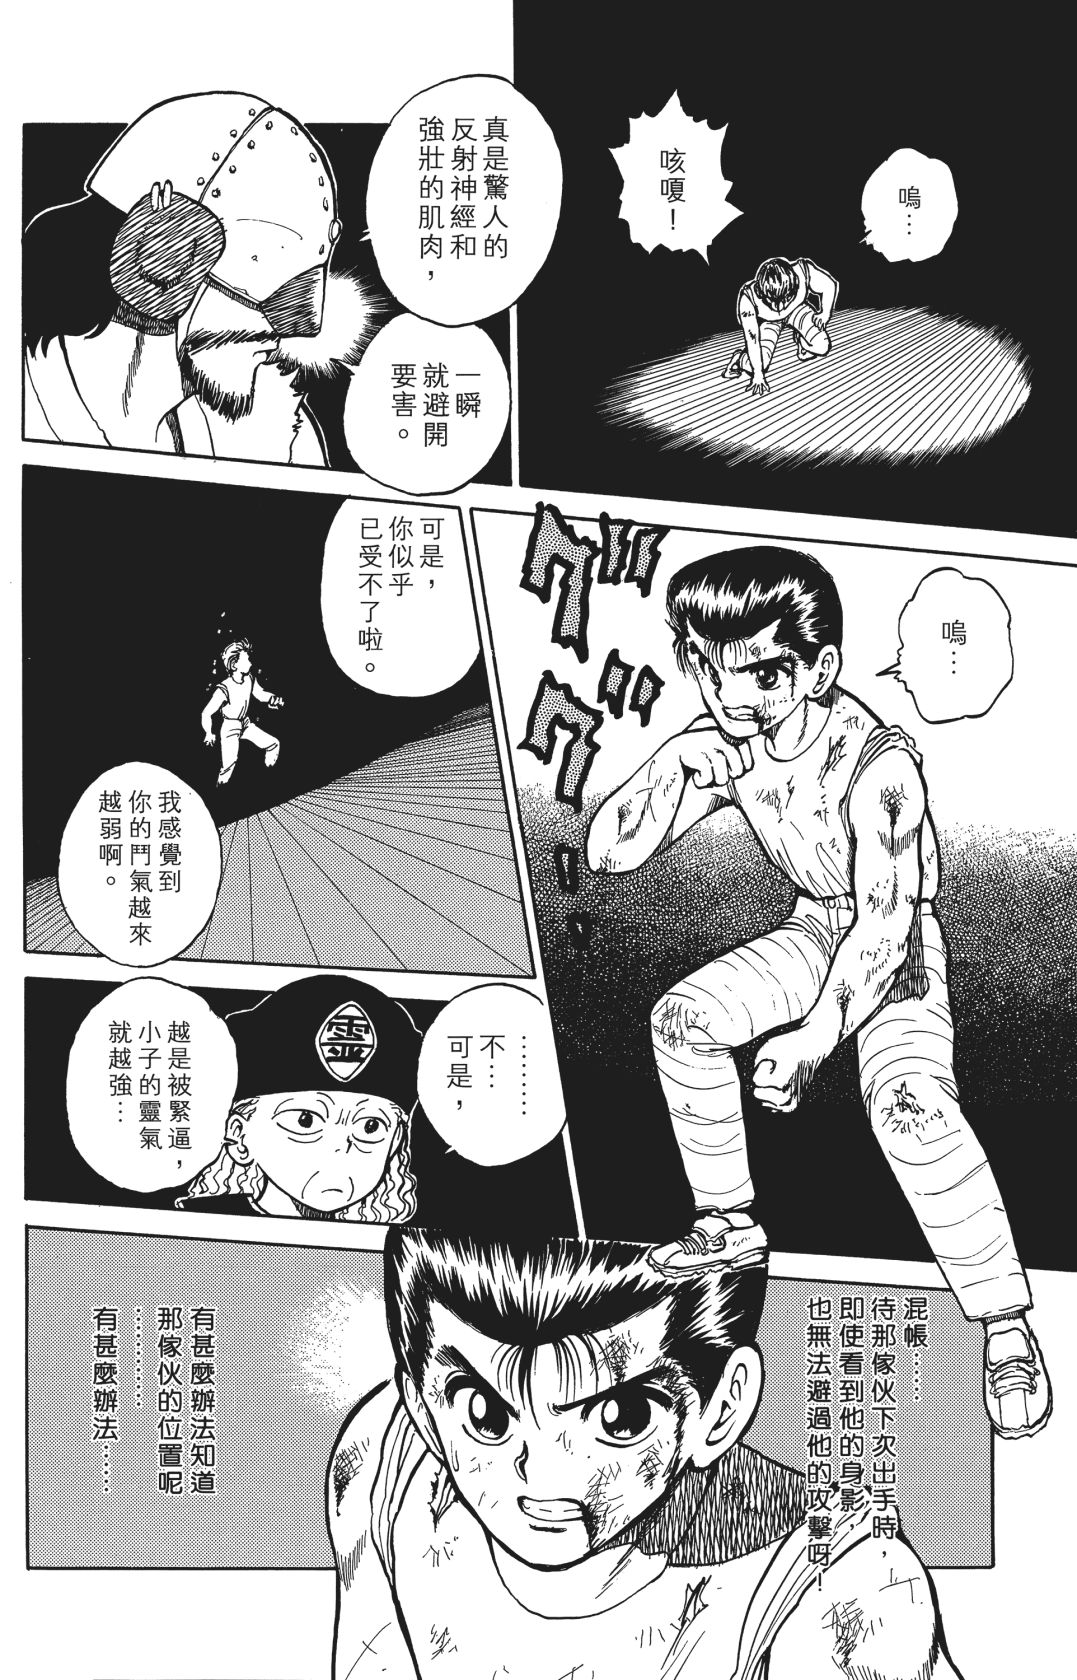 嗚…
咳嗄！
真是驚人的
反射神經和
強壯的肌肉，
一瞬
就避開
要害。
嗚…
可是，
你似乎
已受不了啦。
我感覺到
你的鬥氣越來
越弱啊。
………
不…
可是，
越是被緊逼，
小子的靈氣
就越強…
靈
混帳……
待那傢伙下次出手時，
即使看到他的身影，
也無法避過他的攻擊呀！
有甚麼辦法知道
那傢伙的位置呢
…………
有甚麼辦法……